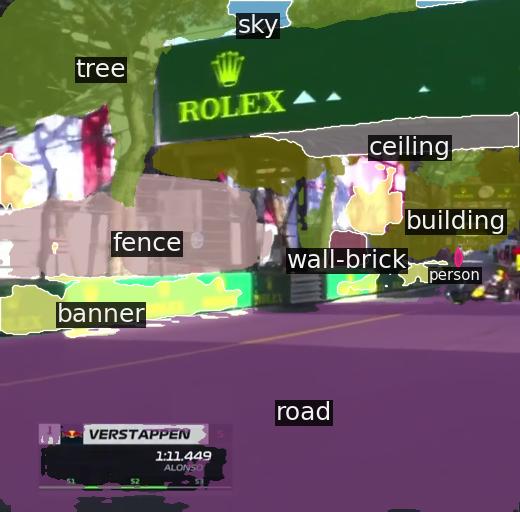 sky
tree
ROLEX
ceiling
building
fence
wall-brick
person
banner
road
1 VERSTAPPEN
1:11.449
ALONSO
S1 S2 S3